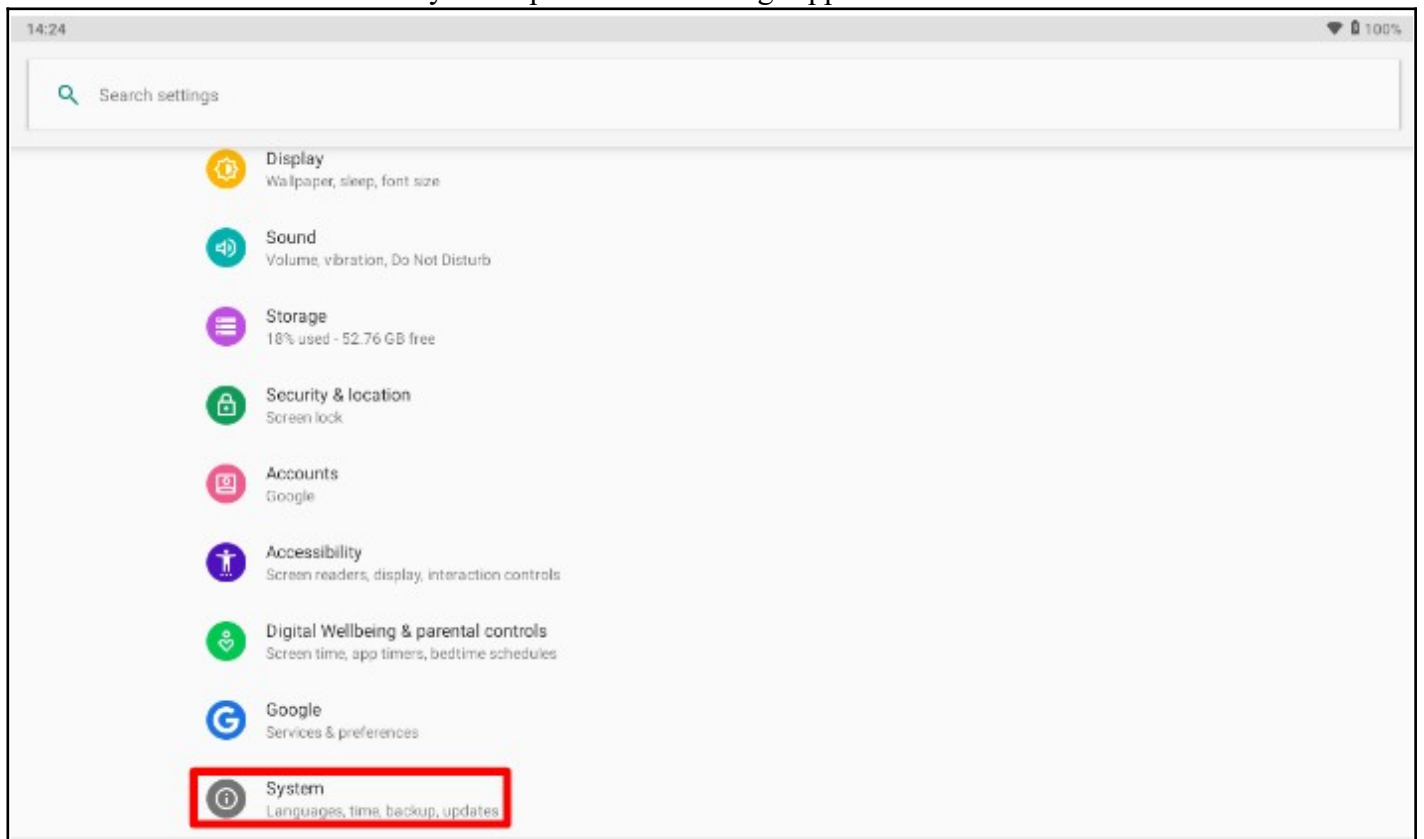 14:24
100%
Search settings
Display
Wallpaper, sleep, font size
Sound
Volume, vibration, Do Not Disturb
Storage
18% used - 52.76 GB free
Security & location
Screen lock
Accounts
Google
Accessibility
Screen readers, display, interaction controls
Digital Wellbeing & parental controls
Screen time, app timers, bedtime schedules
Google
Services & preferences
System
Languages, time, backup, updates